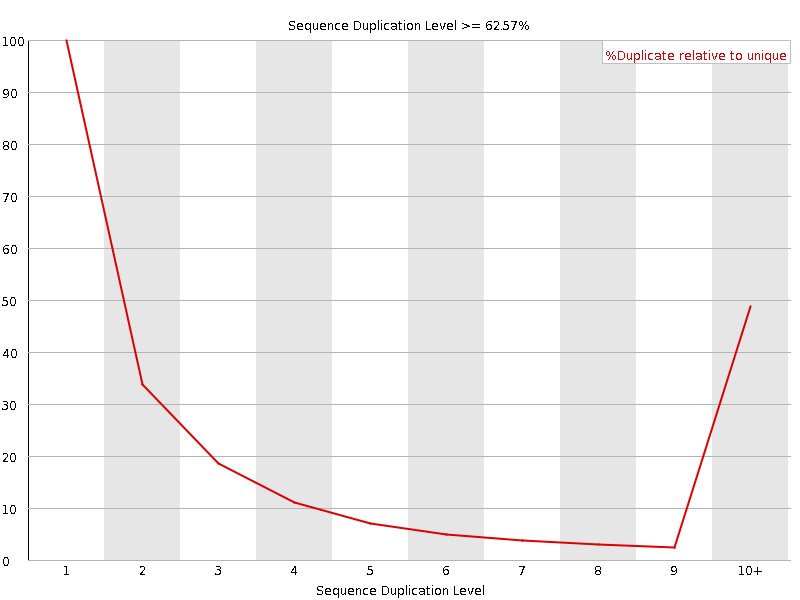 Sequence Duplication Level >= 62.57%
%Duplicate relative to unique
100
90
80
70
60
50
40
30
20
10
0
1 2 3 4 5 6 7 8 9 10+
Sequence Duplication Level